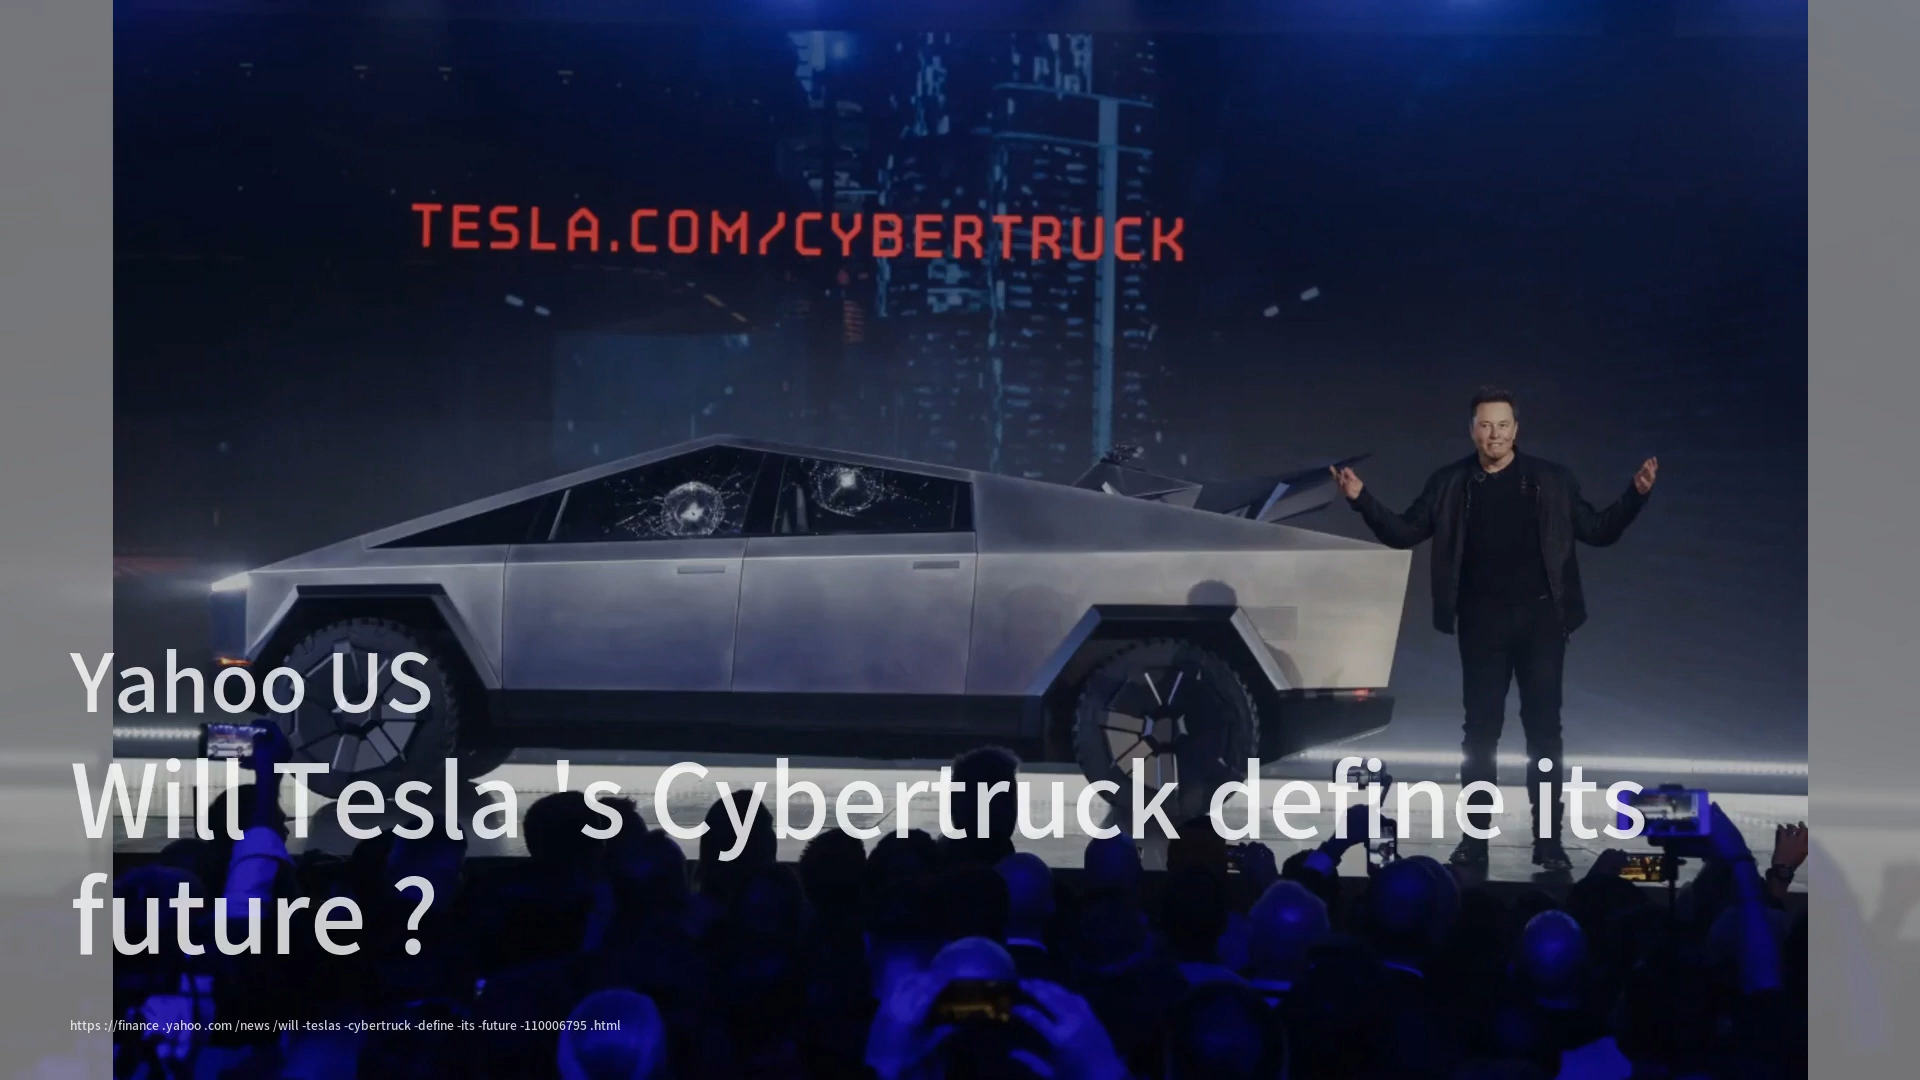 TESLA.COM/CYBERTRUCK
Yahoo US
Will Tesla 's Cybertruck define its
future ?
https ://finance .yahoo .com /news /will -teslas -cybertruck -define -its -future -110006795 .html